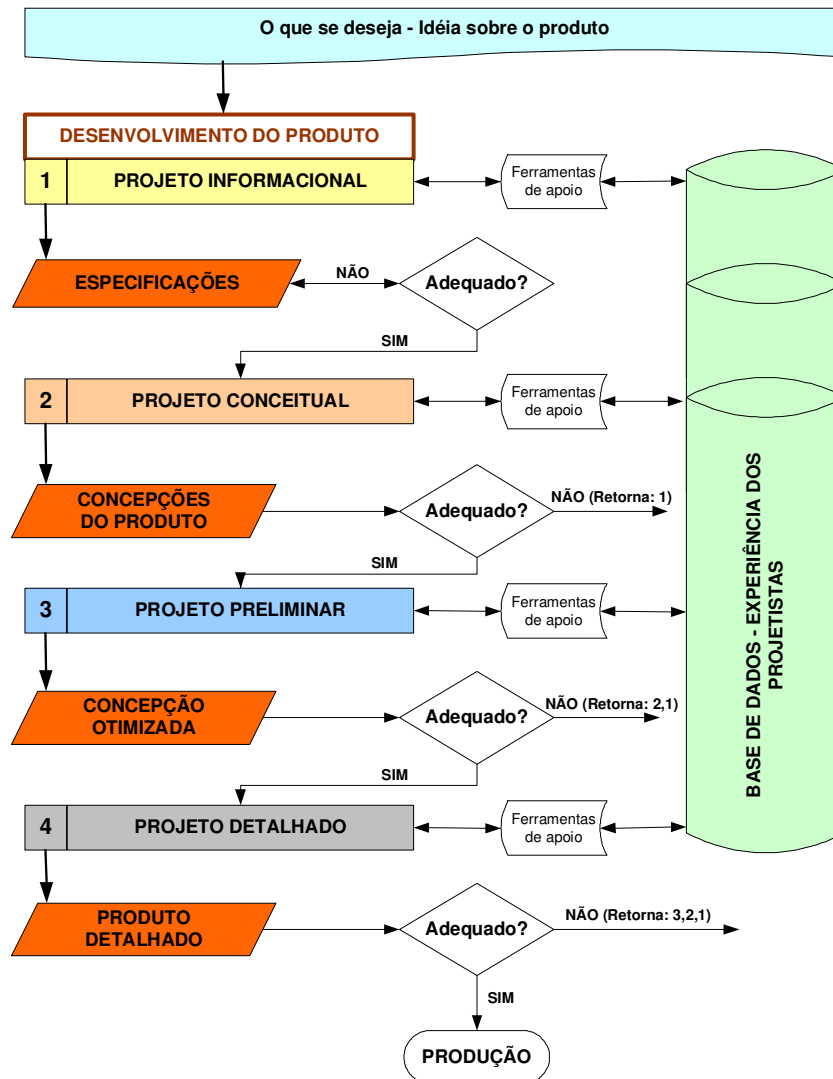 O que se deseja - Idéia sobre o produto
DESENVOLVIMENTO DO PRODUTO
1 PROJETO INFORMACIONAL
Ferramentas
de apoio
ESPECIFICAÇÕES
NÃO
Adequado?
SIM
2 PROJETO CONCEITUAL
Ferramentas
de apoio
CONCEPÇÕES
DO PRODUTO
Adequado?
NÃO (Retorna: 1)
SIM
3 PROJETO PRELIMINAR
Ferramentas
de apoio
CONCEPÇÃO
OTIMIZADA
Adequado?
NÃO (Retorna: 2,1)
SIM
4 PROJETO DETALHADO
Ferramentas
de apoio
PRODUTO
DETALHADO
Adequado?
NÃO (Retorna: 3,2,1)
SIM
PRODUÇÃO
BASE DE DADOS - EXPERIÊNCIA DOS
PROJETISTAS